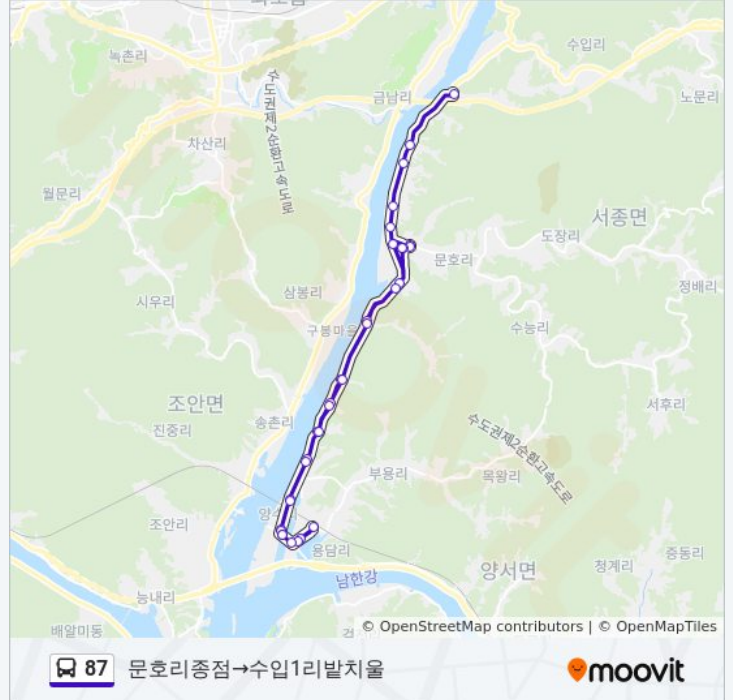 녹촌리
수입리
금남리
노문리
수도권제2순환고속도로
차산리
월문리
서종면
도장리
문호리
정배리
삼봉리
시우리
수능리
구봉마을
조안면
서후리
송촌리
진중리
수도권제2순환고속도로
부용리
목왕리
조안리
용담리
증동리
양서면
청계리
남한강
능내리
배알미동
© OpenStreetMap contributors | © OpenMapTiles
87 문호리종점→수입1리밭치울
moovit